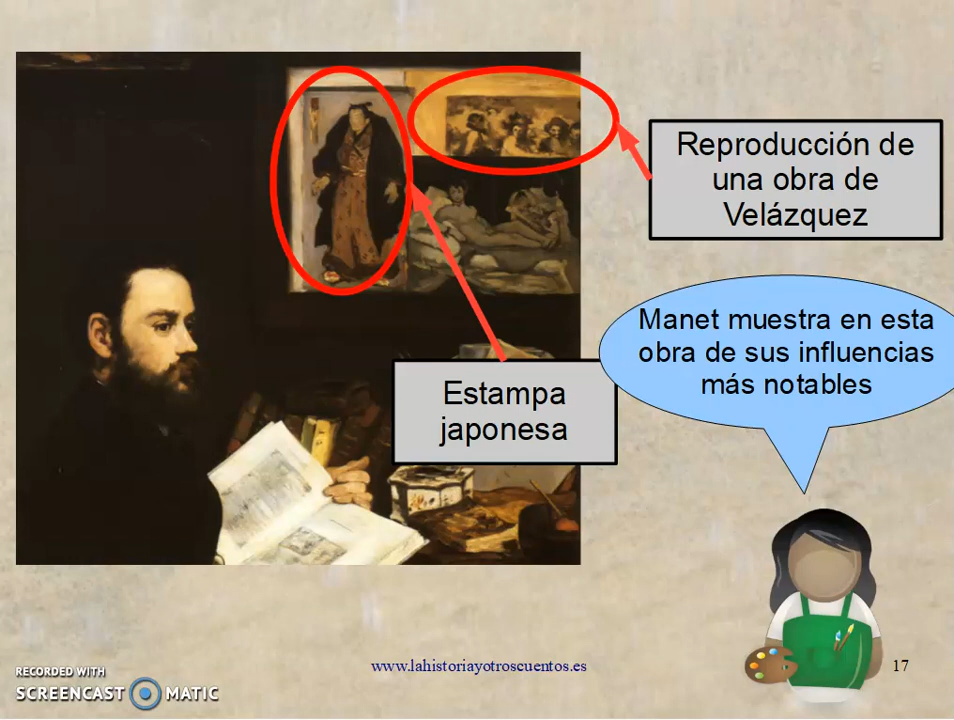 Reproducción de
una obra de
Velázquez
Manet muestra en esta
obra de sus influencias
más notables
Estampa
japonesa
RECORDED WITH
SCREENCAST MATIC
www.lahistoriayotroscuentos.es
17